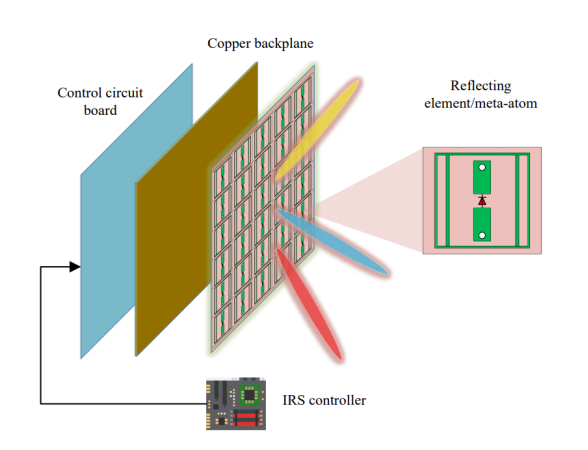 Copper backplane
Control circuit
board
Reflecting
element/meta-atom
IRS controller